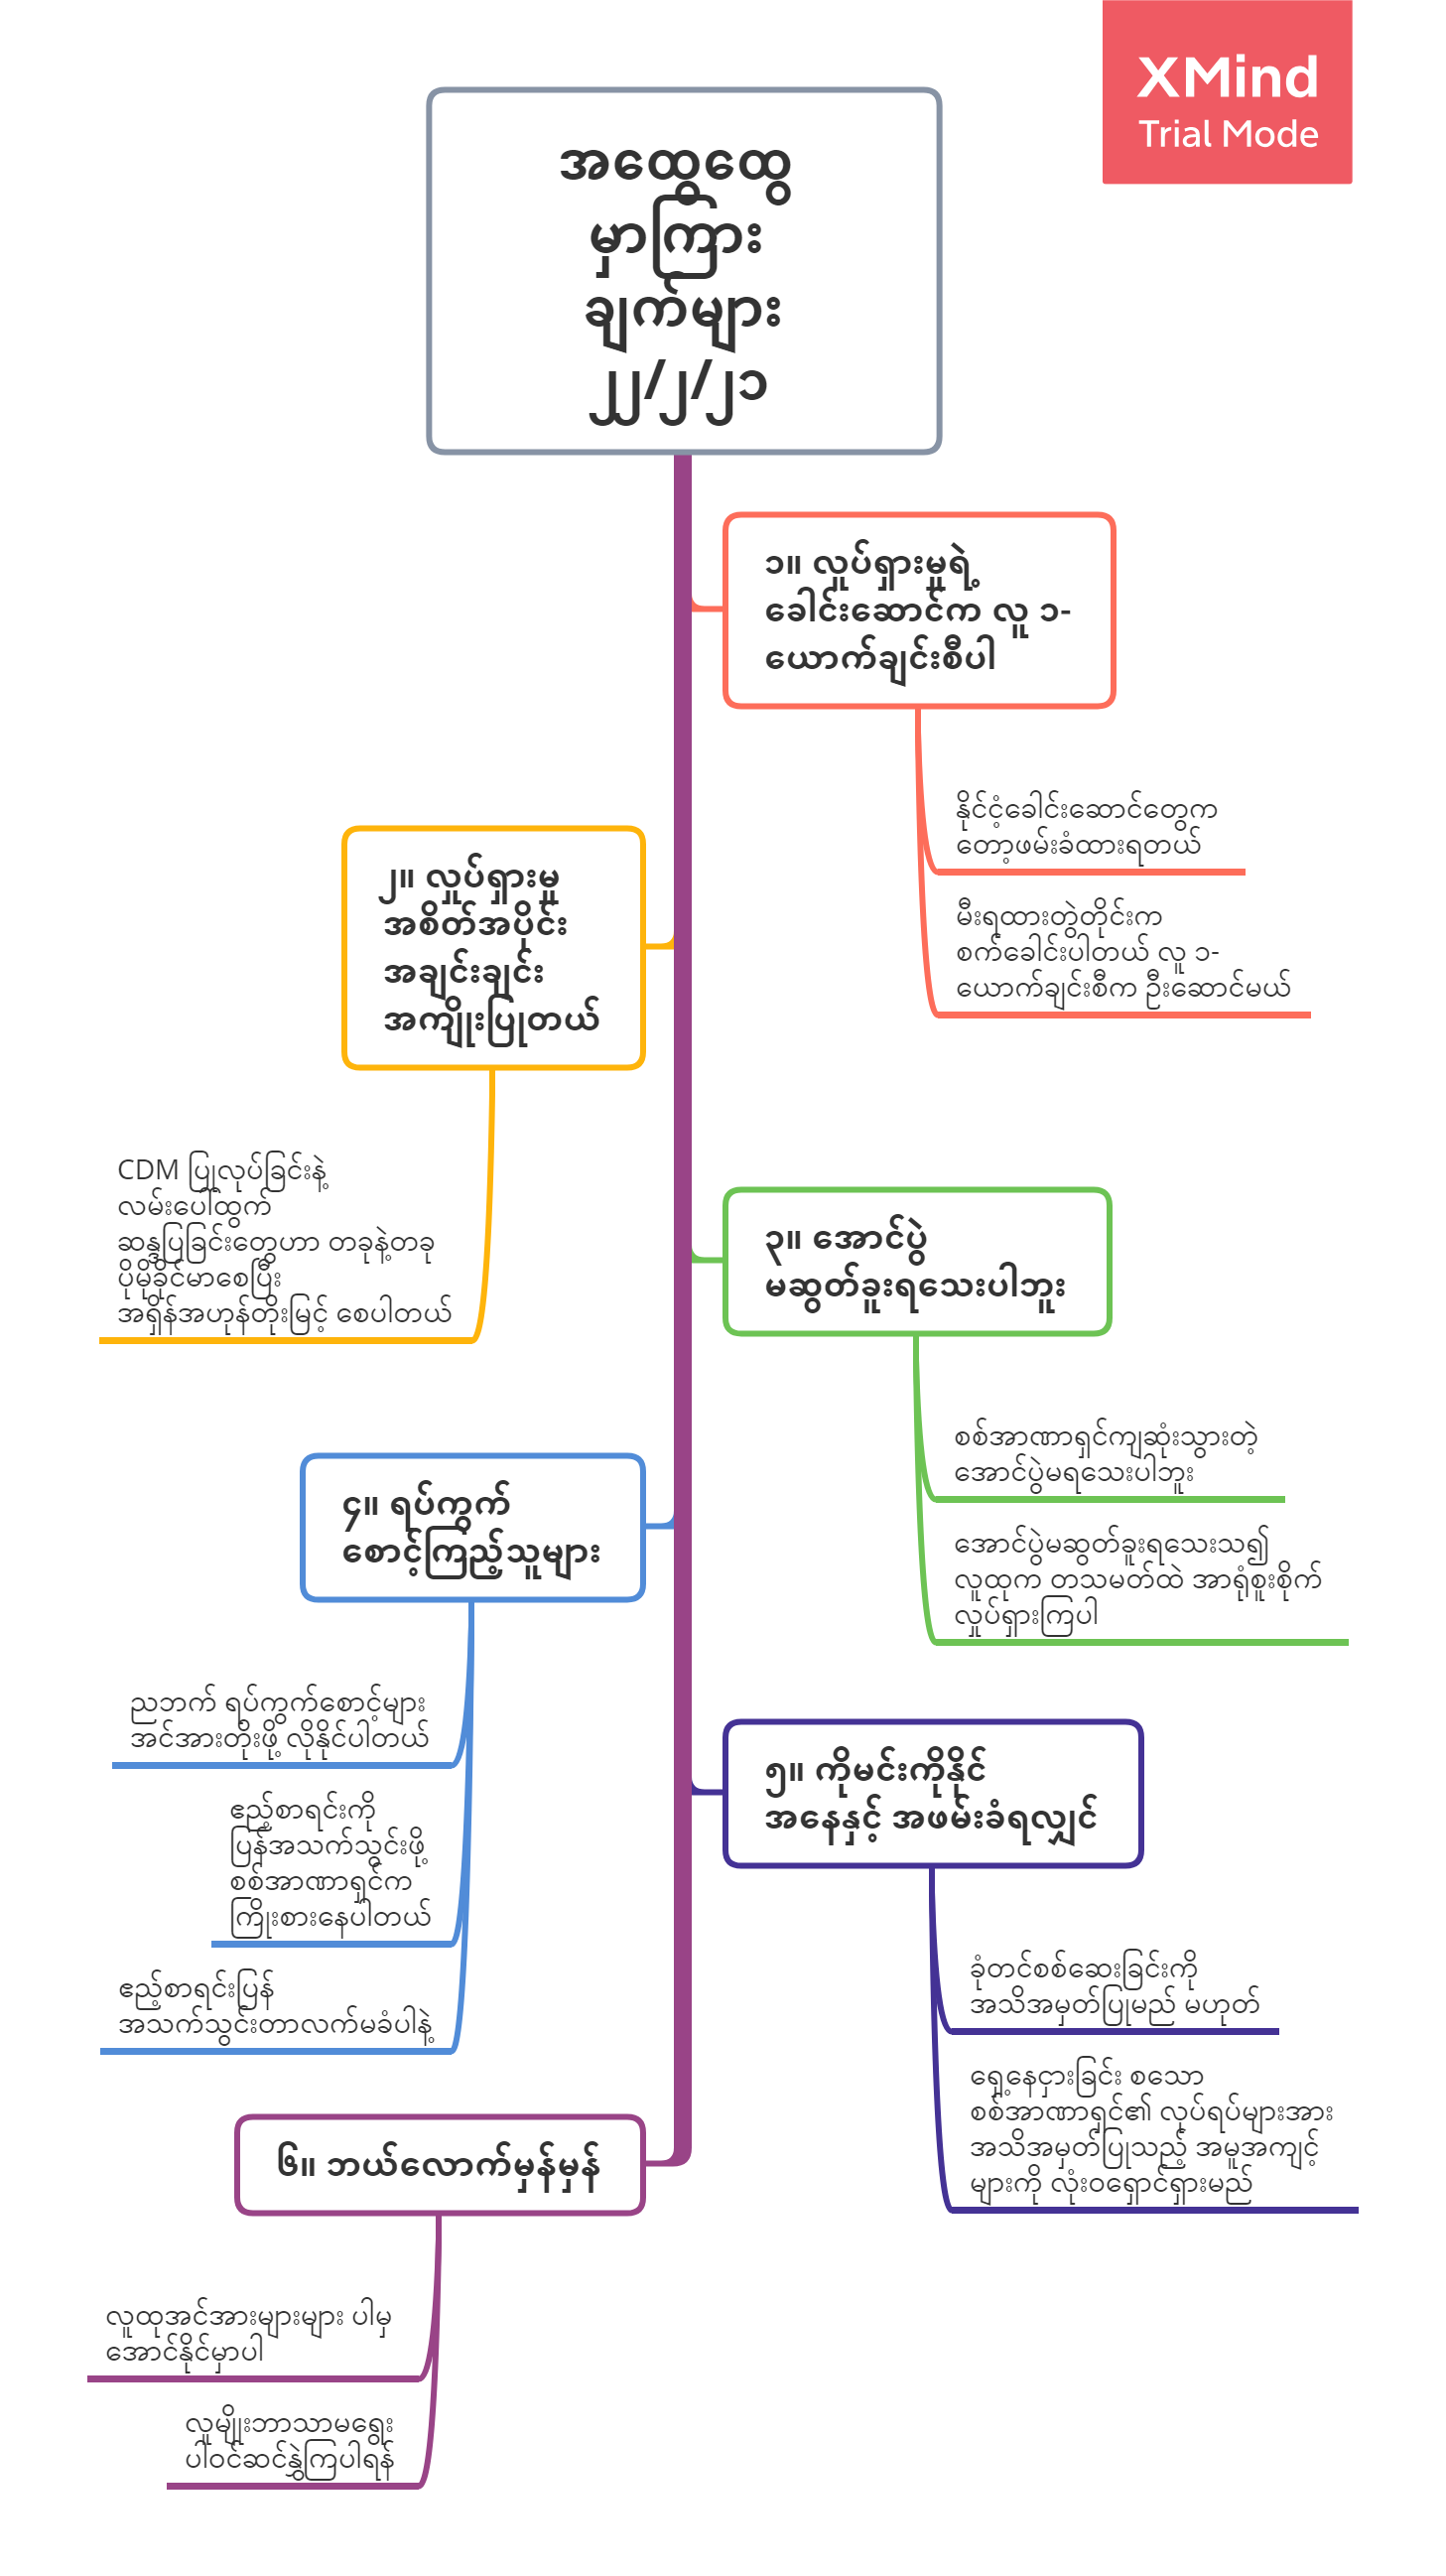 XMind
Trial Mode
အထွေထွေ
မှာကြား
ချက်များ
၂၂/၂/၂၁
၁။ လှုပ်ရှားမှုရဲ့
ခေါင်းဆောင်က လူ ၁-
ယောက်ချင်းစီပါ
နိုင်ငံ့ခေါင်းဆောင်တွေက
တော့ဖမ်းခံထားရတယ်
မီးရထားတွဲတိုင်းက
စက်ခေါင်းပါတယ် လူ ၁-
ယောက်ချင်းစီက ဦးဆောင်မယ်
၂။ လှုပ်ရှားမှု
အစိတ်အပိုင်း
အချင်းချင်း
အကျိုးပြုတယ်
CDM ပြုလုပ်ခြင်းနဲ့
လမ်းပေါ်ထွက်
ဆန္ဒပြခြင်းတွေဟာ တခုနဲ့တခု
ပိုမိုခိုင်မာစေပြီး
အရှိန်အဟုန်တိုးမြင့် စေပါတယ်
၃။ အောင်ပွဲ
မဆွတ်ခူးရသေးပါဘူး
စစ်အာဏာရှင်ကျဆုံးသွားတဲ့
အောင်ပွဲမရသေးပါဘူး
အောင်ပွဲမဆွတ်ခူးရသေးသ၍
လူထုက တသမတ်ထဲ အာရုံစူးစိုက်
လှုပ်ရှားကြပါ
၄။ ရပ်ကွက်
စောင့်ကြည့်သူများ
ညဘက် ရပ်ကွက်စောင့်များ
အင်အားတိုးဖို့ လိုနိုင်ပါတယ်
ဧည့်စာရင်းကို
ပြန်အသက်သွင်းဖို့
စစ်အာဏာရှင်က
ကြိုးစားနေပါတယ်
ဧည့်စာရင်းပြန်
အသက်သွင်းတာလက်မခံပါနဲ့
၅။ ကိုမင်းကိုနိုင်
အနေနှင့် အဖမ်းခံရလျှင်
ခုံတင်စစ်ဆေးခြင်းကို
အသိအမှတ်ပြုမည် မဟုတ်
ရှေ့နေငှားခြင်း စသော
စစ်အာဏာရှင်၏ လုပ်ရပ်များအား
အသိအမှတ်ပြုသည့် အမူအကျင့်
များကို လုံးဝရှောင်ရှားမည်
၆။ ဘယ်လောက်မှန်မှန်
လူထုအင်အားများများ ပါမှ
အောင်နိုင်မှာပါ
လူမျိုးဘာသာမရွေး
ပါဝင်ဆင်နွှဲကြပါရန်